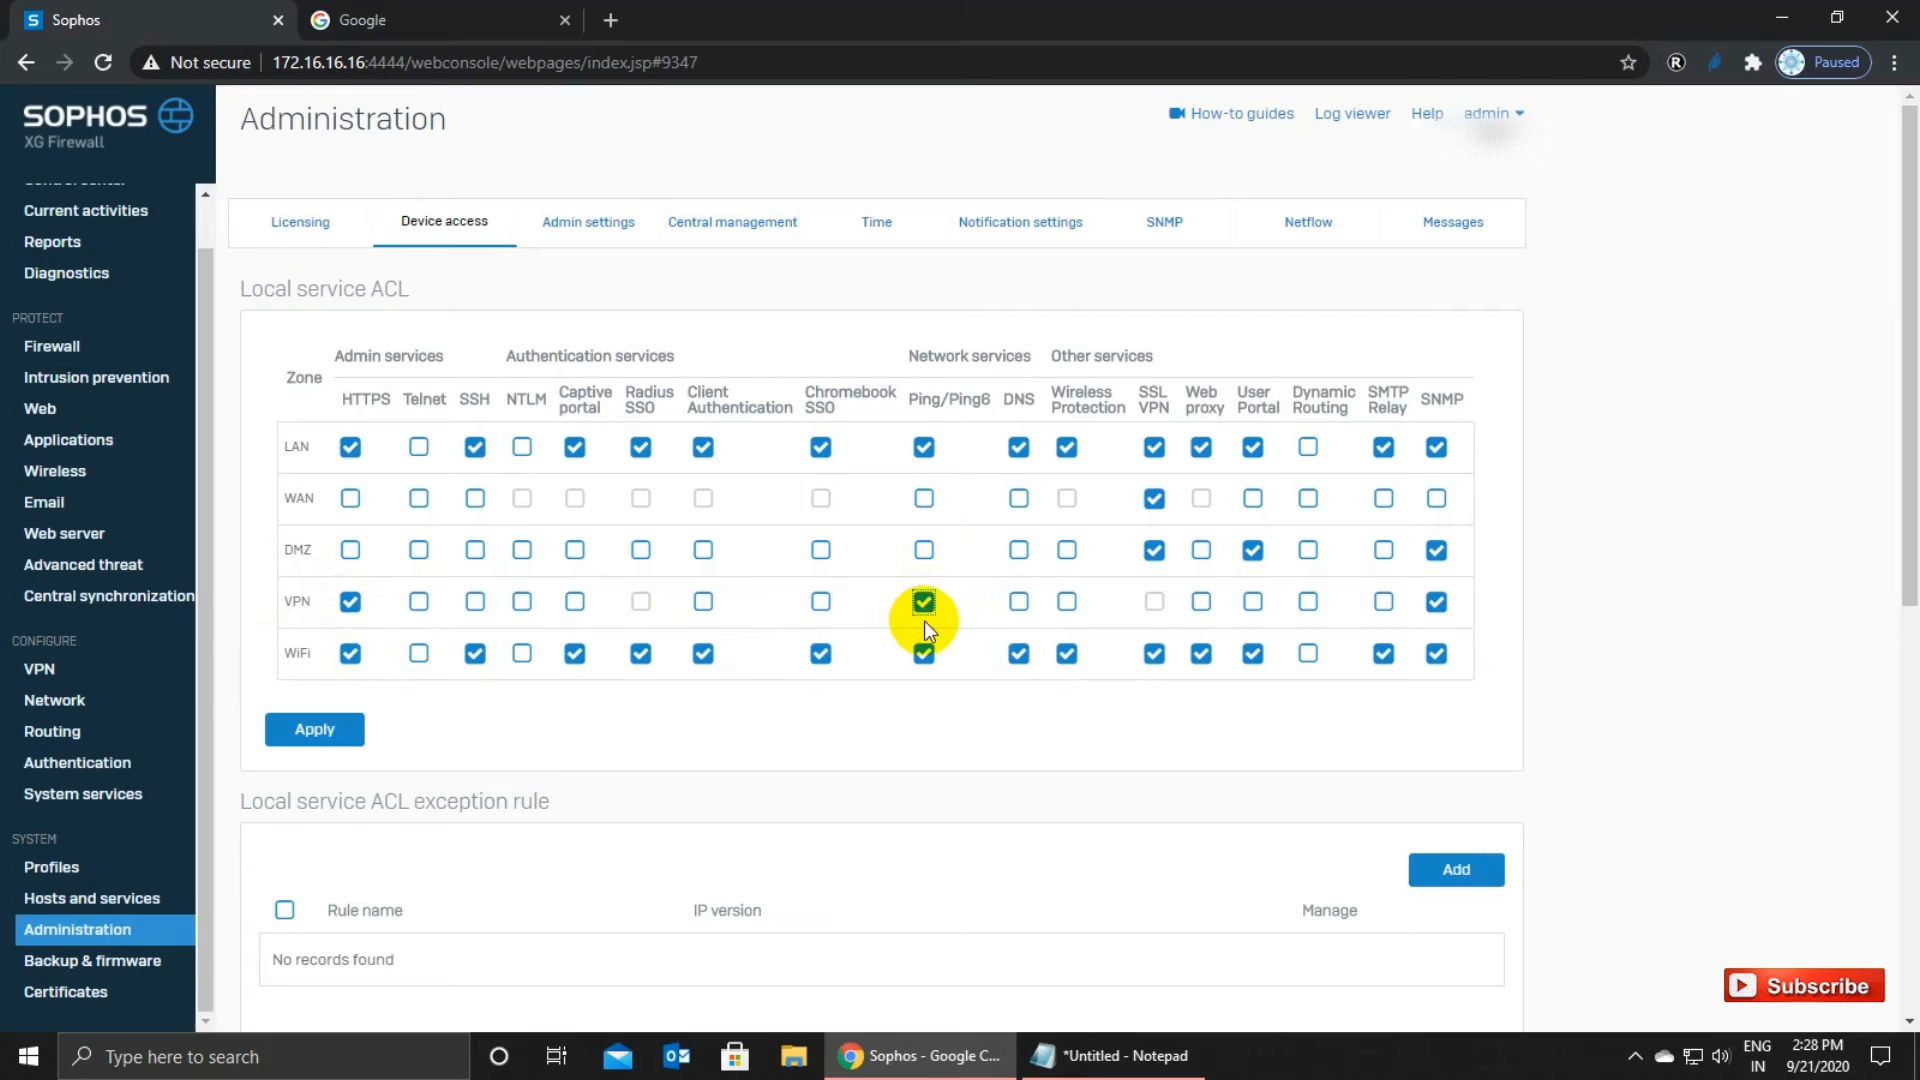 Sophos
Google
Not secure
172.16.16.16:4444/webconsole/webpages/index.jsp#9347
Paused
SOPHOS
XG Firewall
Administration
How-to guides
Log viewer
Help
admin
Control center
Current activities
Reports
Diagnostics
PROTECT
Firewall
Intrusion prevention
Web
Applications
Wireless
Email
Web server
Advanced threat
Central synchronization
CONFIGURE
VPN
Network
Routing
Authentication
System services
SYSTEM
Profiles
Hosts and services
Administration
Backup & firmware
Certificates
Licensing
Device access
Admin settings
Central management
Time
Notification settings
SNMP
Netflow
Messages
Local service ACL
Zone
Admin services
Authentication services
Network services
Other services
HTTPS
Telnet
SSH
NTLM
Captive
portal
Radius
SSO
Client
Authentication
Chromebook
SSO
Ping/Ping6
DNS
Wireless
Protection
SSL
VPN
Web
proxy
User
Portal
Dynamic
Routing
SMTP
Relay
SNMP
LAN
WAN
DMZ
VPN
WiFi
Apply
Local service ACL exception rule
Add
Rule name
IP version
Manage
No records found
Subscribe
Type here to search
Sophos - Google C...
*Untitled - Notepad
ENG
IN
2:28 PM
9/21/2020